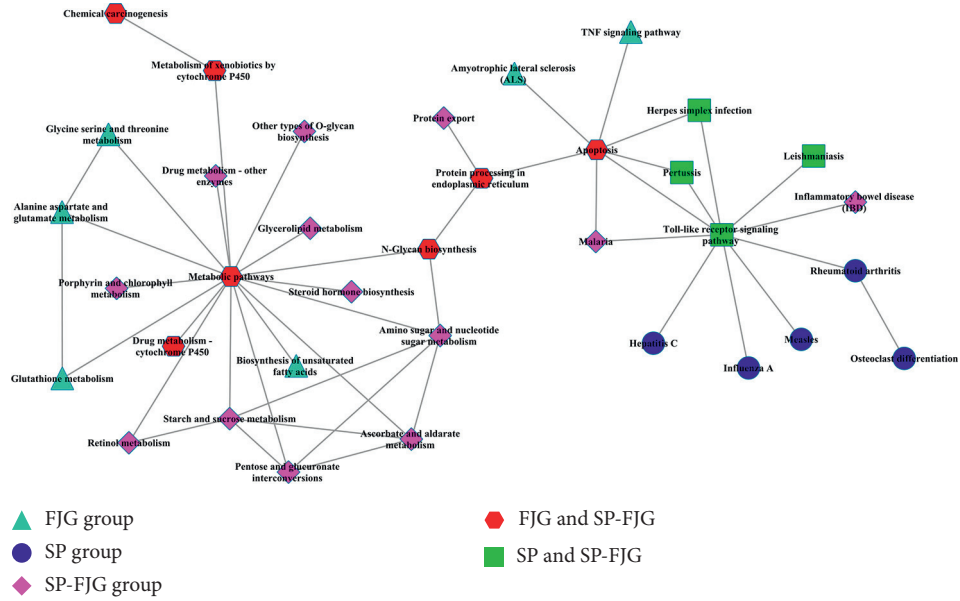 Chemical carcinogenesis
TNF signaling pathway
Metabolism of xenobiotics by
cytochrome P450
Amyotrophic lateral sclerosis
(ALS)
Herpes simplex infection
Protein export
Other types of O-glycan
biosynthesis
Glycine serine and threonine
metabolism
Apoptosis
Leishmaniasis
Drug metabolism - other
enzymes
Protein processing in
endoplasmic reticulum
Pertussis
Inflammatory bowel disease
(IBD)
Alanine aspartate and
glutamate metabolism
Glycerolipid metabolism
Toll-like receptor signaling
pathway
Malaria
N-Glycan biosynthesis
Metabolic pathways
Rheumatoid arthritis
Porphyrin and chlorophyll
metabolism
Steroid hormone biosynthesis
Amino sugar and nucleotide
sugar metabolism
Drug metabolism -
cytochrome P450
Hepatitis C
Measles
Influenza A
Osteoclast differentiation
Biosynthesis of unsaturated
fatty acids
Glutathione metabolism
Starch and sucrose metabolism
Ascorbate and aldarate
metabolism
Retinol metabolism
Pentose and glucuronate
interconversions
FJG group
SP group
SP-FJG group
FJG and SP-FJG
SP and SP-FJG